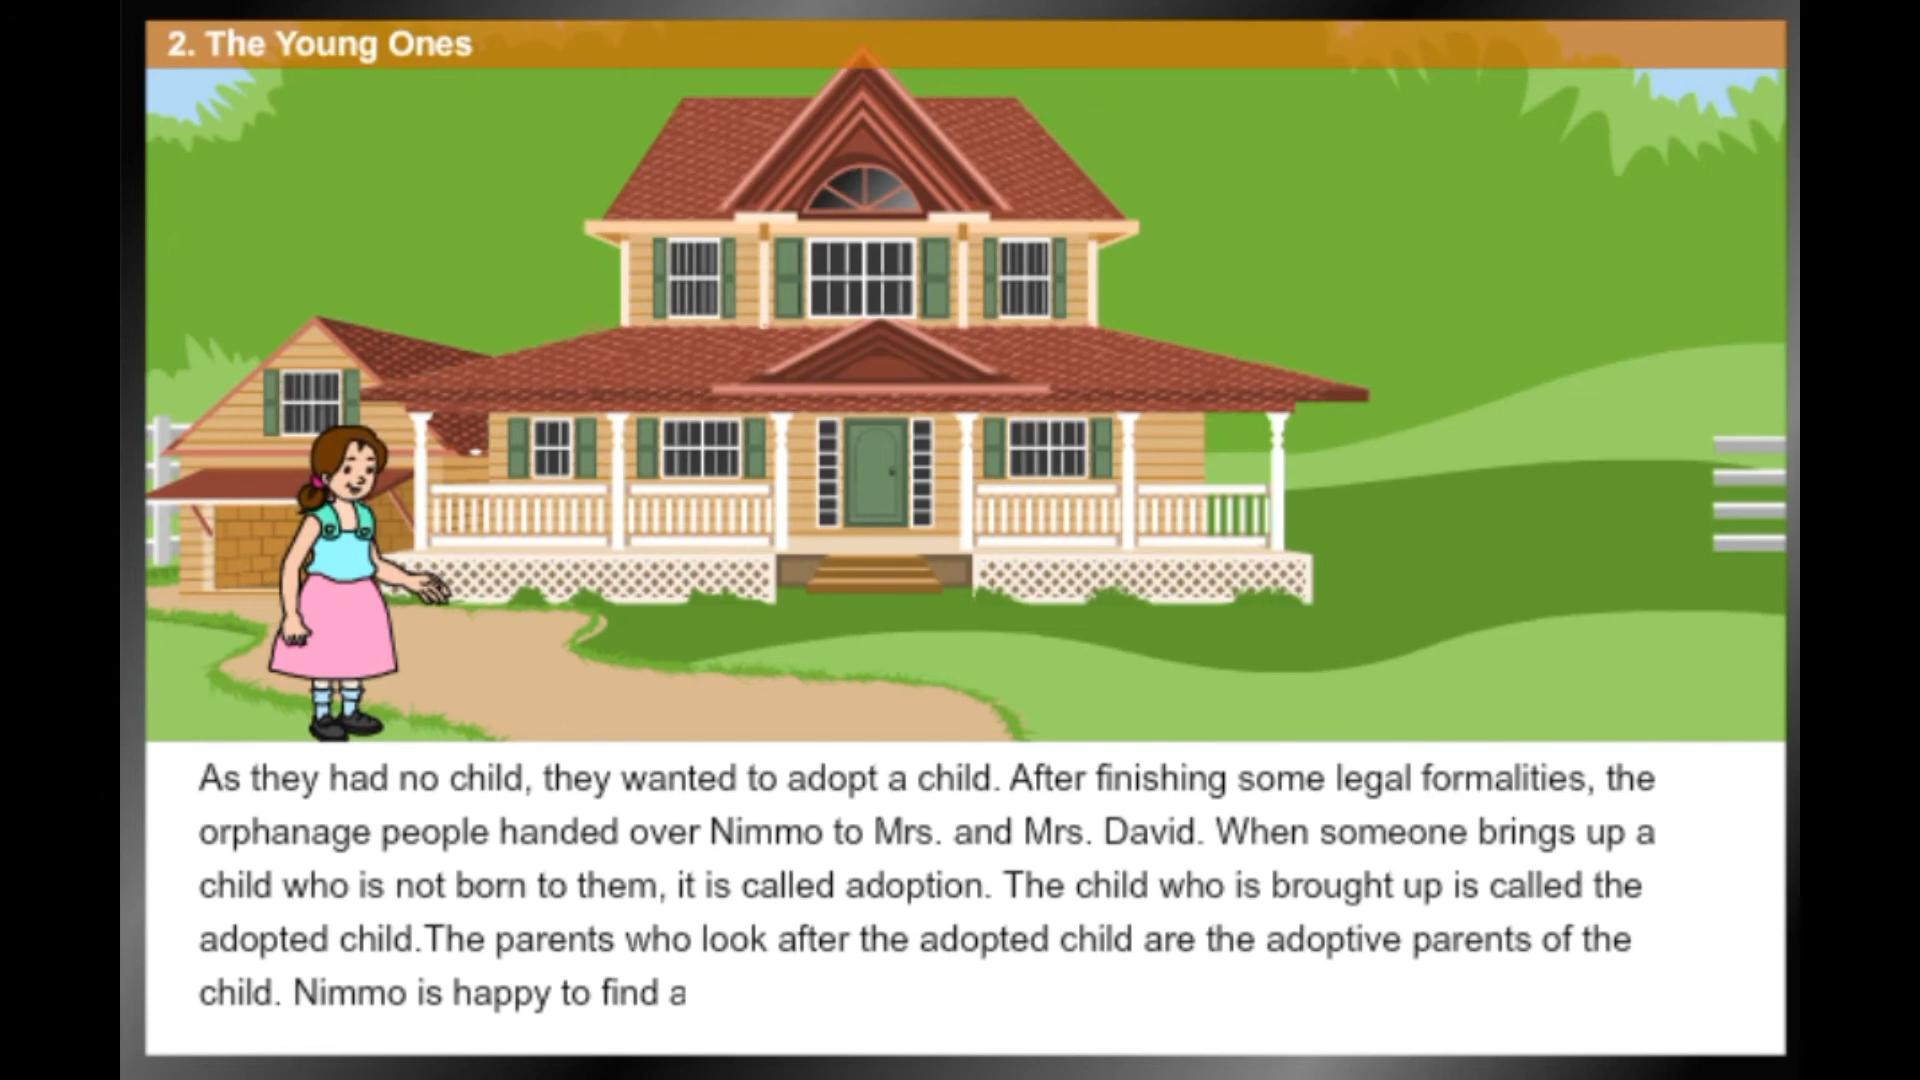 2. The Young Ones
As they had no child, they wanted to adopt a child. After finishing some legal formalities, the
orphanage people handed over Nimmo to Mrs. and Mrs. David. When someone brings up a
child who is not born to them, it is called adoption. The child who is brought up is called the
adopted child.The parents who look after the adopted child are the adoptive parents of the
child. Nimmo is happy to find a